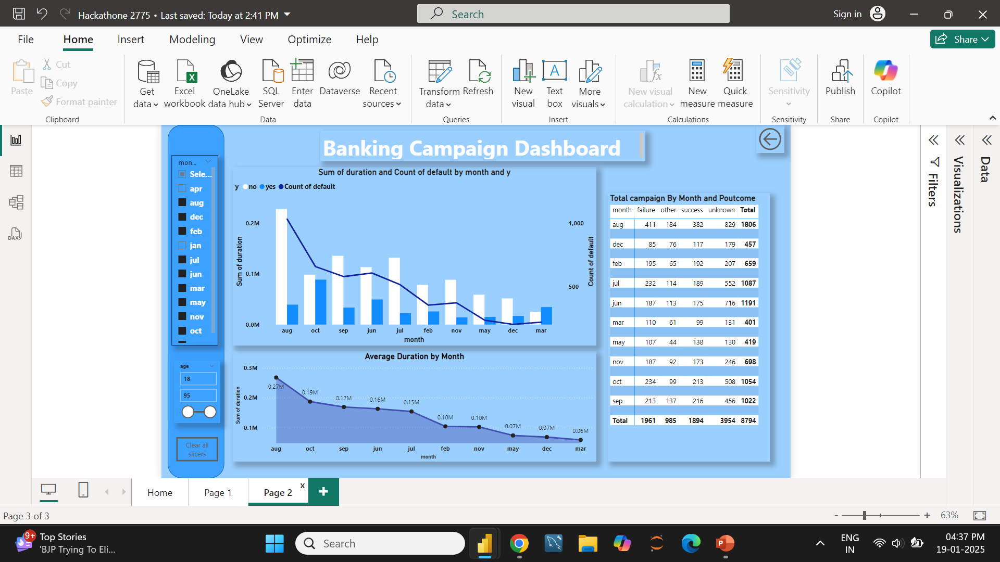 Hackathone 2775 • Last saved: Today at 2:41 PM
Search
Sign in
File Home Insert Modeling View Optimize Help
Share
Paste
Cut
Copy
Format painter
Clipboard
Get data
Excel workbook
OneLake data hub
SQL Server
Enter data
Dataverse
Recent sources
Data
Transform data
Refresh
Queries
New visual
Text box
More visuals
Insert
New visual calculation
New measure
Quick measure
Calculations
Sensitivity
Sensitivity
Publish
Share
Copilot
Copilot
DAX
Banking Campaign Dashboard
mon...
Sele...
apr
aug
dec
feb
jan
jul
jun
mar
may
nov
oct
age
18
95
Clear all
slicers
Sum of duration and Count of default by month and y
y no yes Count of default
Sum of duration
0.2M
0.1M
0.0M
1,000
500
Count of default
aug oct sep jun jul feb nov may dec mar
month
Average Duration by Month
Sum of duration
0.3M
0.2M
0.1M
0.27M 0.19M 0.17M 0.16M 0.15M 0.10M 0.10M 0.07M 0.07M 0.06M
aug oct sep jun jul feb nov may dec mar
month
Total campaign By Month and Poutcome
month failure other success unknown Total
aug 411 184 382 829 1806
dec 85 76 117 179 457
feb 195 65 192 207 659
jul 232 114 189 552 1087
jun 187 113 175 716 1191
mar 110 61 99 131 401
may 107 44 138 130 419
nov 187 92 173 246 698
oct 234 99 213 508 1054
sep 213 137 216 456 1022
Total 1961 985 1894 3954 8794
Filters
Visualizations
Data
Home Page 1 Page 2 x +
Page 3 of 3
- + 63%
9+
Top Stories
'BJP Trying To Eli...
Search
ENG
IN
04:37 PM
19-01-2025